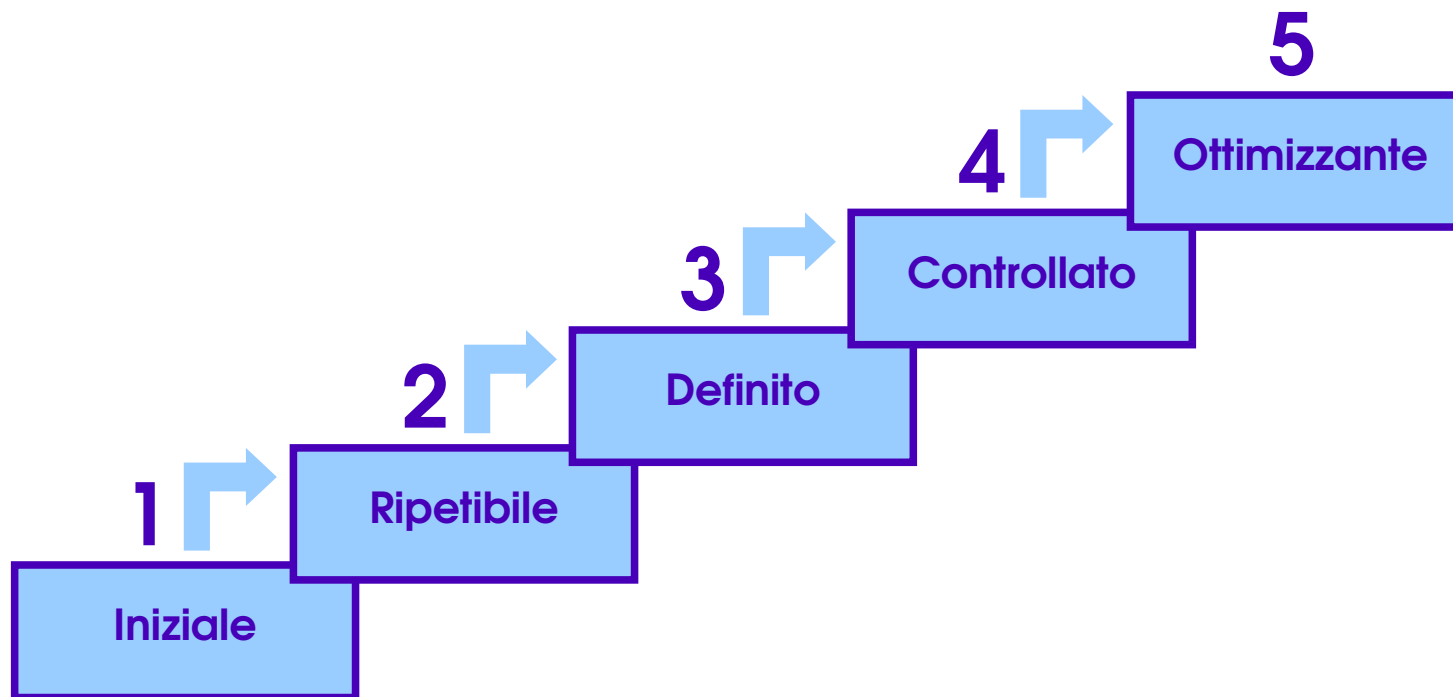 5
Ottimizzante
4
Controllato
3
Definito
2
Ripetibile
1
Iniziale